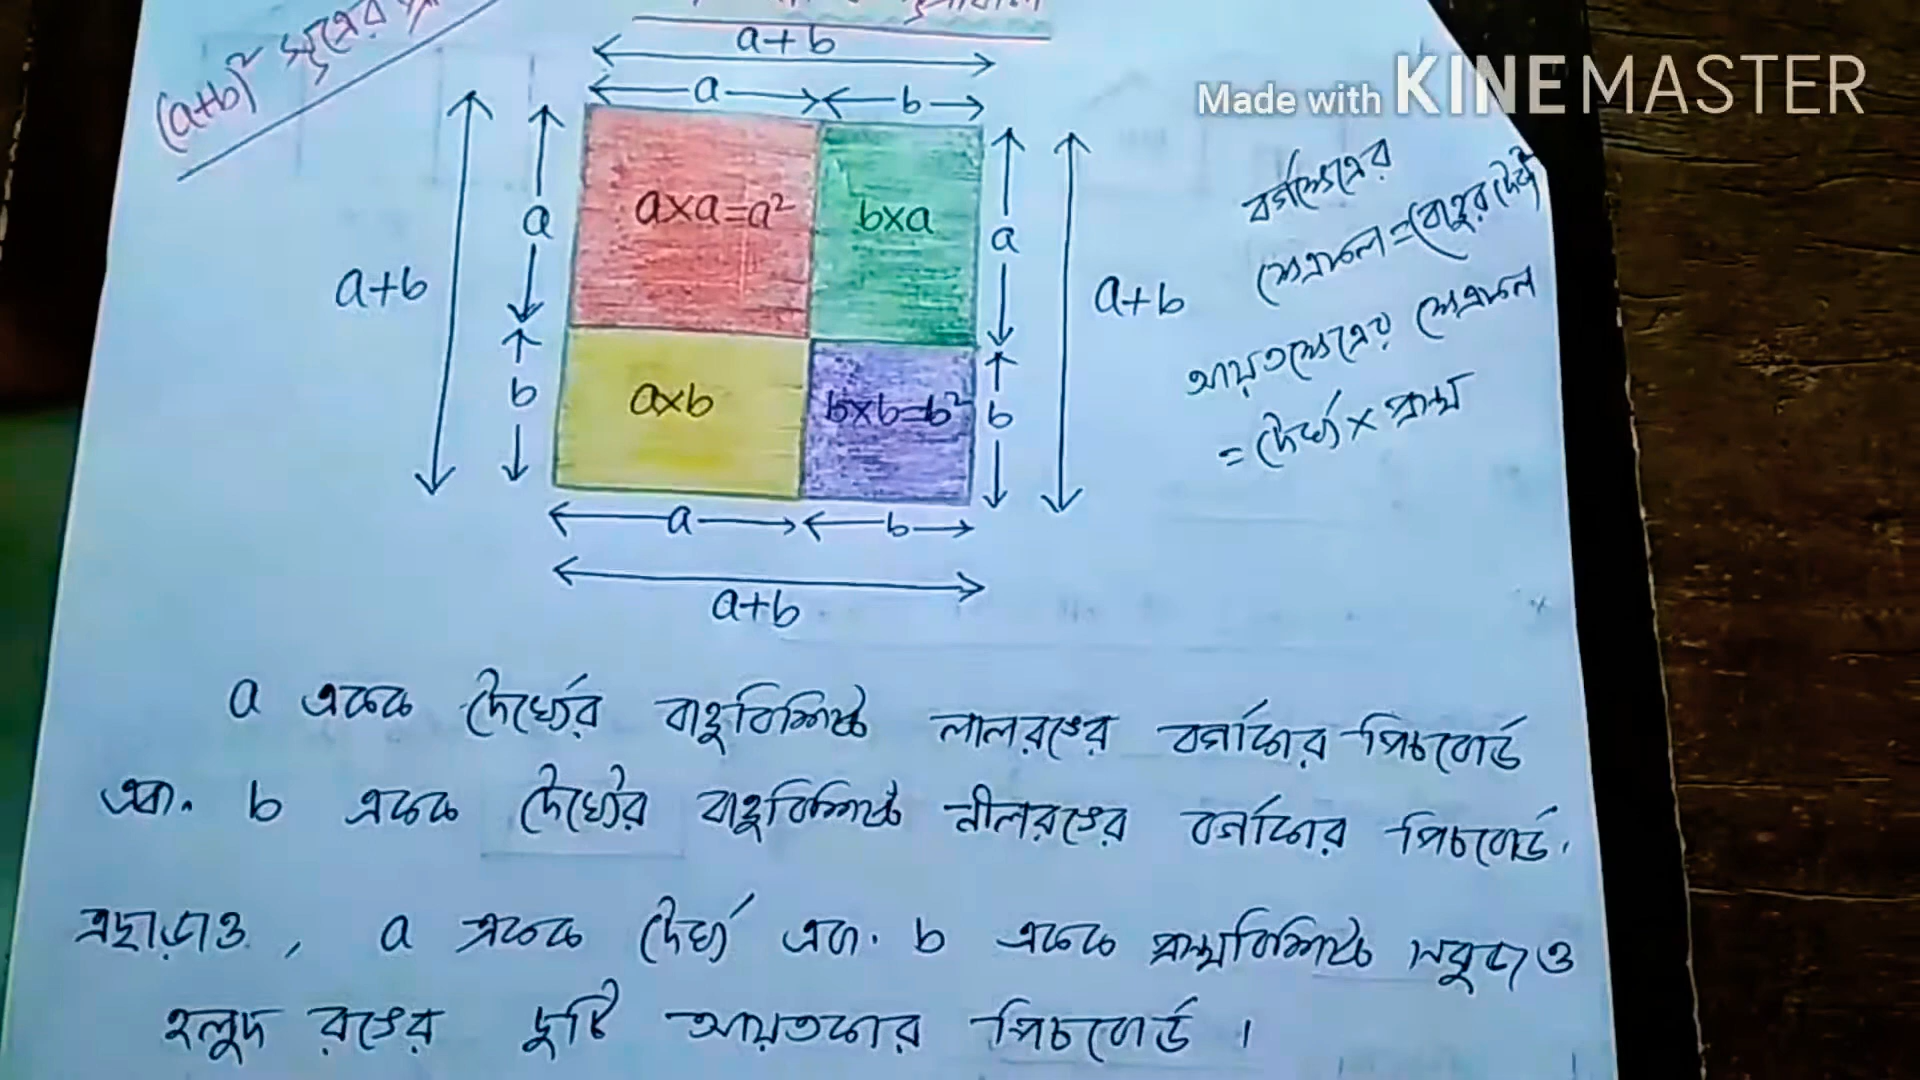 (a+b)² সূত্রের
a+b
Made with KINEMASTER
a b
a×a=a² b×a
a a
a+b a+b
a×b b×b=b²
b b
a b
a+b
বর্গক্ষেত্রের
ক্ষেত্রফল=(বাহুর দৈর্ঘ্য
আয়তক্ষেত্রের ক্ষেত্রফল
= দৈর্ঘ্য × প্রস্থ
a একক দৈর্ঘ্যের বাহুবিশিষ্ট লালরঙের বর্গাকার পিচবোর্ড
এবং b একক দৈর্ঘ্যের বাহুবিশিষ্ট নীলরঙের বর্গাকার পিচবোর্ড,
এছাড়াও, a একক দৈর্ঘ্য এবং b একক প্রস্থবিশিষ্ট সবুজ ও
হলুদ রঙের দুটি আয়তকার পিচবোর্ড।